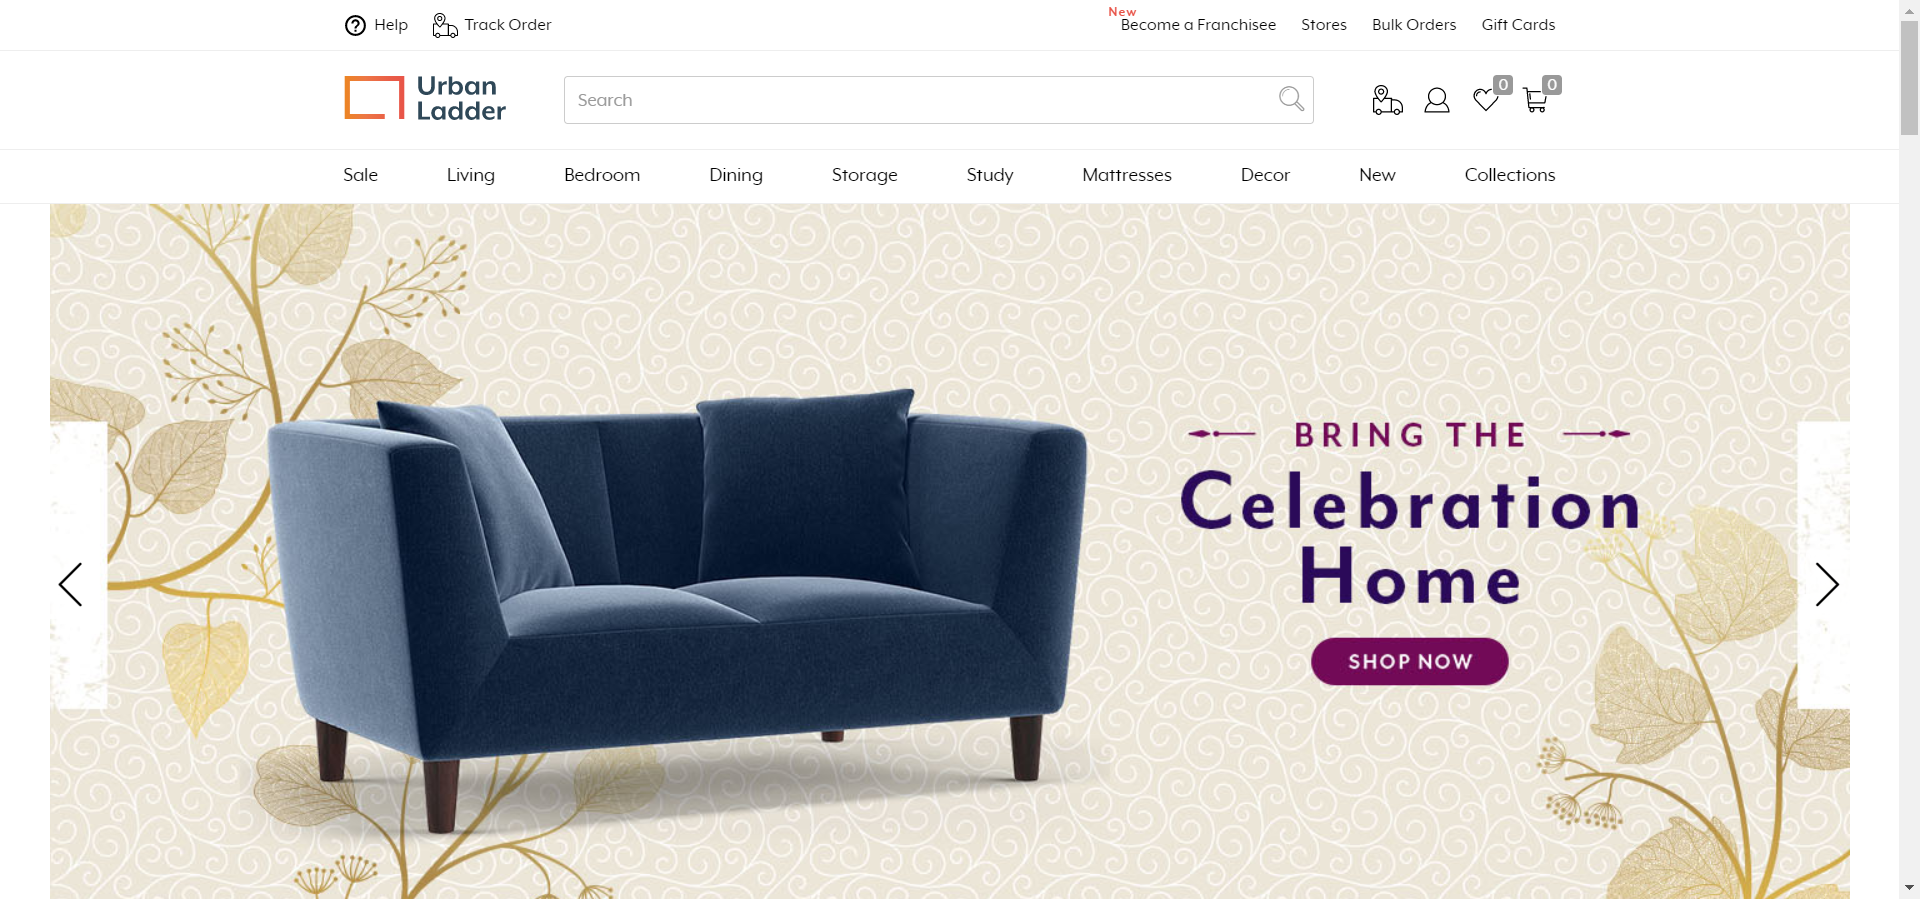 Help
Track Order
New
Become a Franchisee
Stores
Bulk Orders
Gift Cards
Urban
Ladder
Search
0
0
Sale
Living
Bedroom
Dining
Storage
Study
Mattresses
Decor
New
Collections
BRING THE
Celebration
Home
SHOP NOW